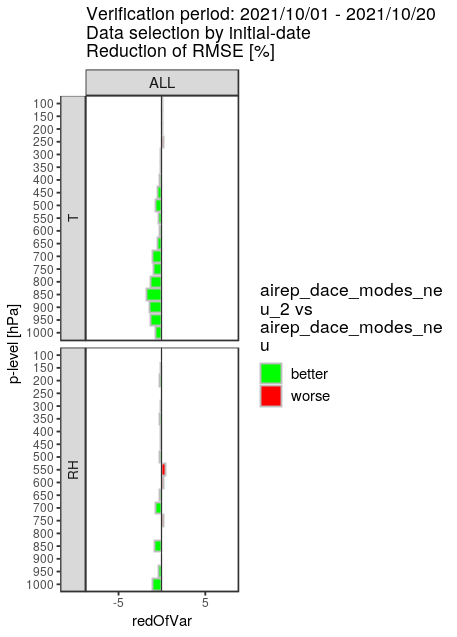 Verification period: 2021/10/01 - 2021/10/20
Data selection by initial-date
Reduction of RMSE [%]
ALL
100
150
200
250
300
350
400
450
500
550
600
650
700
750
800
850
900
950
1000
T
100
150
200
250
300
350
400
450
500
550
600
650
700
750
800
850
900
950
1000
RH
p-level [hPa]
-5
5
redOfVar
airep_dace_modes_ne
u_2 vs
airep_dace_modes_ne
u
better
worse